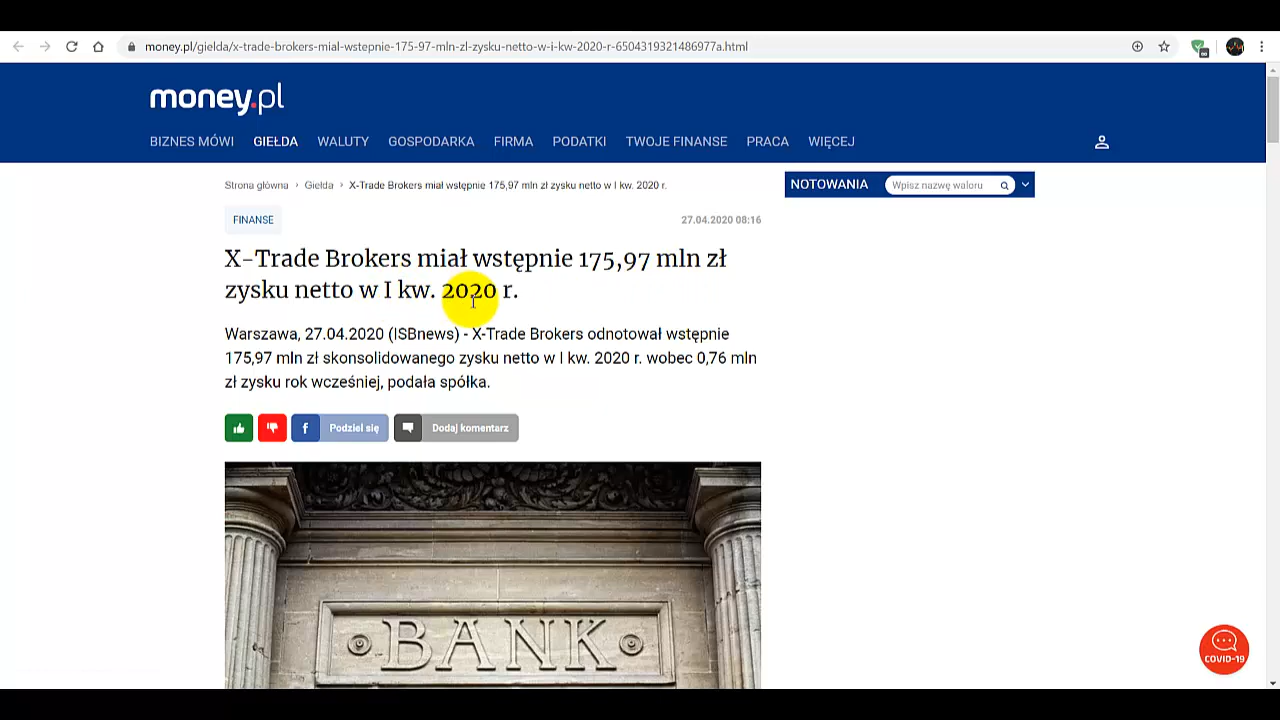 money.pl/gielda/x-trade-brokers-mial-wstepnie-175-97-mln-zl-zysku-netto-w-i-kw-2020-r-6504319321486977a.html
money.pl
BIZNES MÓWI GIEŁDA WALUTY GOSPODARKA FIRMA PODATKI TWOJE FINANSE PRACA WIĘCEJ
Strona główna › Giełda › X-Trade Brokers miał wstępnie 175,97 mln zł zysku netto w I kw. 2020 r.
NOTOWANIA Wpisz nazwę waloru
FINANSE 27.04.2020 08:16
X-Trade Brokers miał wstępnie 175,97 mln zł
zysku netto w I kw. 2020 r.
Warszawa, 27.04.2020 (ISBnews) - X-Trade Brokers odnotował wstępnie
175,97 mln zł skonsolidowanego zysku netto w I kw. 2020 r. wobec 0,76 mln
zł zysku rok wcześniej, podała spółka.
f Podziel się Dodaj komentarz
BANK
COVID-19